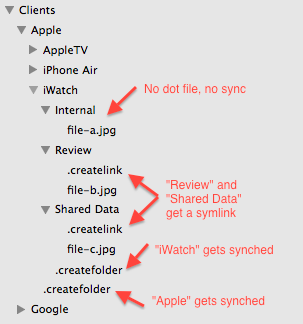 Clients
Apple
AppleTV
iPhone Air
iWatch
Internal
No dot file, no sync
file-a.jpg
Review
.createlink
"Review" and
file-b.jpg
"Shared Data"
Shared Data
get a symlink
.createlink
file-c.jpg
"iWatch" gets synched
.createfolder
.createfolder
"Apple" gets synched
Google